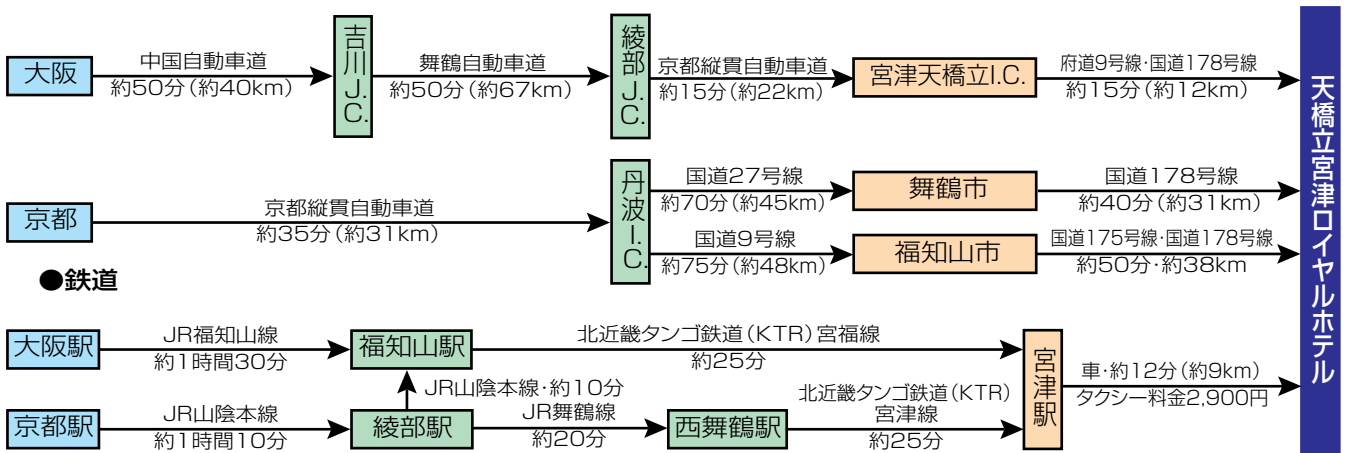 大阪
中国自動車道
約50分(約40km)
吉川J.C.
舞鶴自動車道
約50分(約67km)
綾部J.C.
京都縦貫自動車道
約15分(約22km)
宮津天橋立I.C.
府道9号線・国道178号線
約15分(約12km)
天橋立宮津ロイヤルホテル
京都
京都縦貫自動車道
約35分(約31km)
丹波I.C.
国道27号線
約70分(約45km)
舞鶴市
国道178号線
約40分(約31km)
国道9号線
約75分(約48km)
福知山市
国道175号線・国道178号線
約50分・約38km
●鉄道
大阪駅
JR福知山線
約1時間30分
福知山駅
北近畿タンゴ鉄道(KTR)宮福線
約25分
宮津駅
車・約12分(約9km)
タクシー料金2,900円
JR山陰本線・約10分
京都駅
JR山陰本線
約1時間10分
綾部駅
JR舞鶴線
約20分
西舞鶴駅
北近畿タンゴ鉄道(KTR)
宮津線
約25分